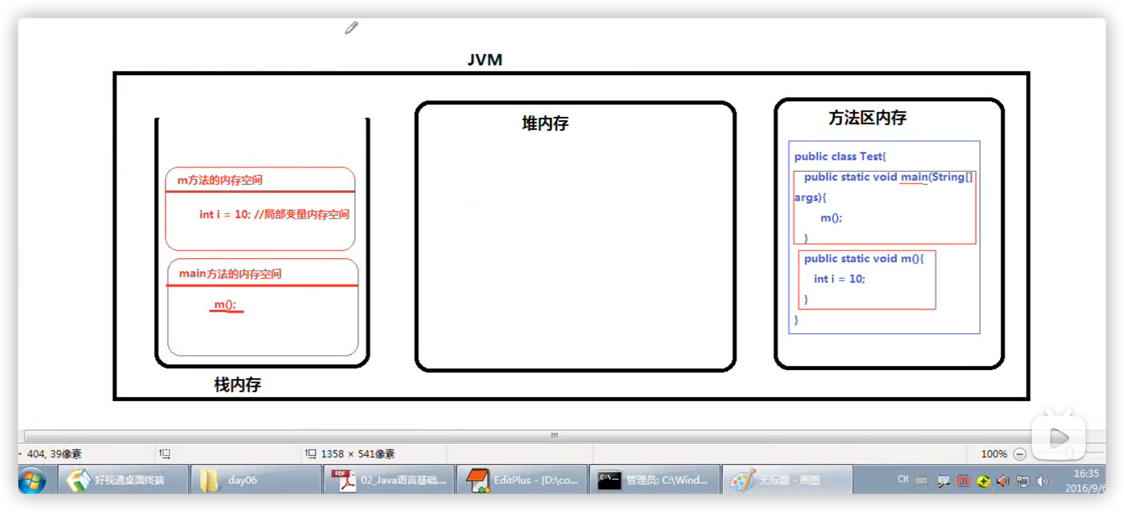 JVM
m方法的内存空间
int i = 10; //局部变量内存空间
main方法的内存空间
m();
栈内存
堆内存
方法区内存
public class Test{
public static void main(String[]
args){
m();
}
public static void m(){
int i = 10;
}
}
404, 39像素
1358 × 541像素
100%
好视通桌面终端
day06
PDF
02_Java语言基础....
EditPlus - [D:\co...
管理员: C:\Wind...
无标题 - 画图
CH
16:35
2016/9/6